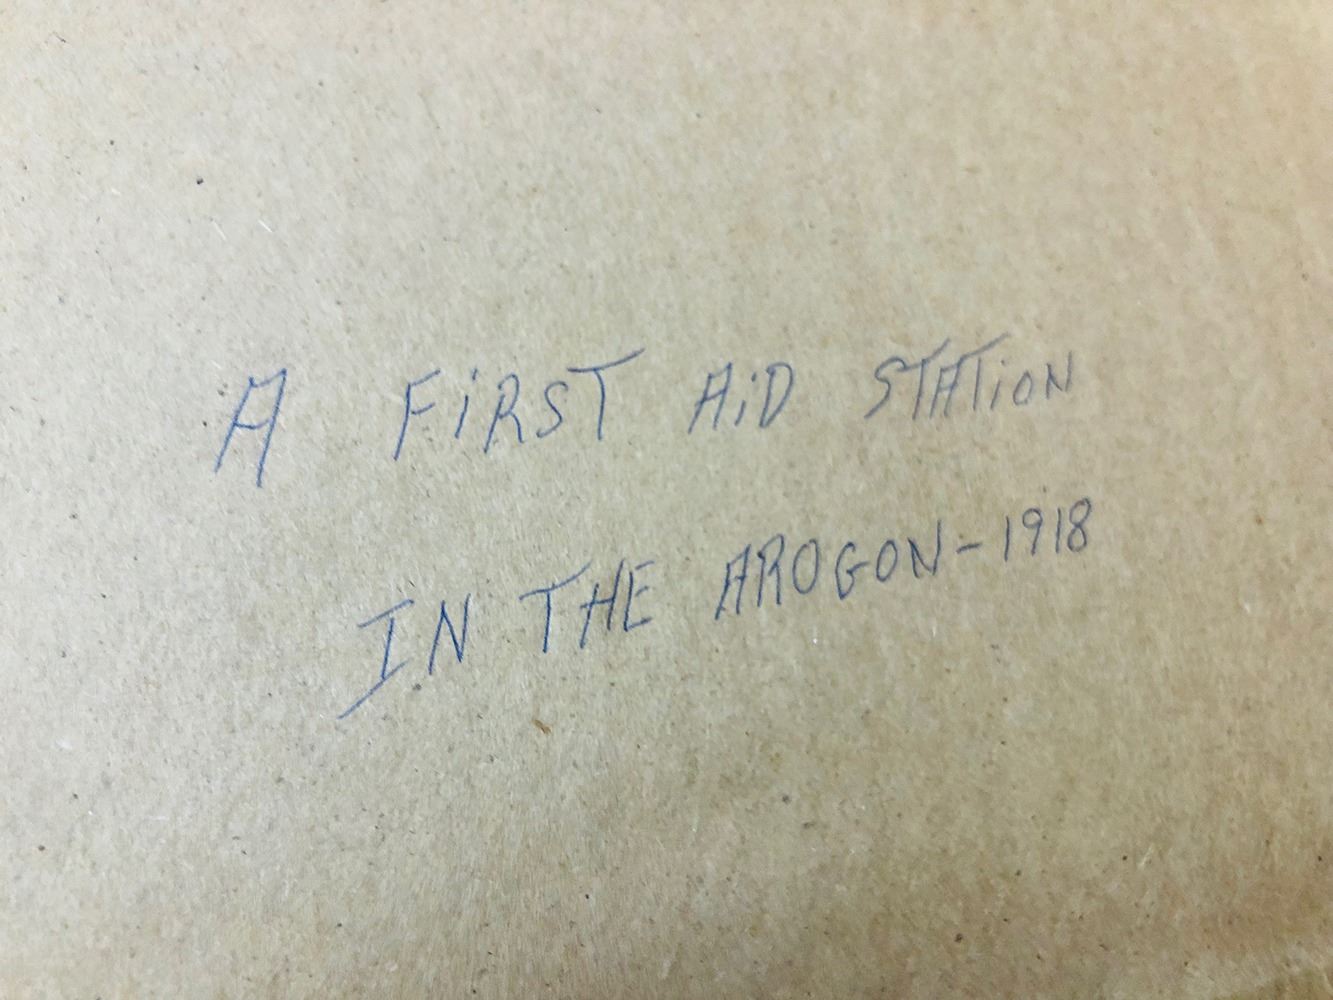 A FiRST AiD STATioN
IN THE AROGON-1918